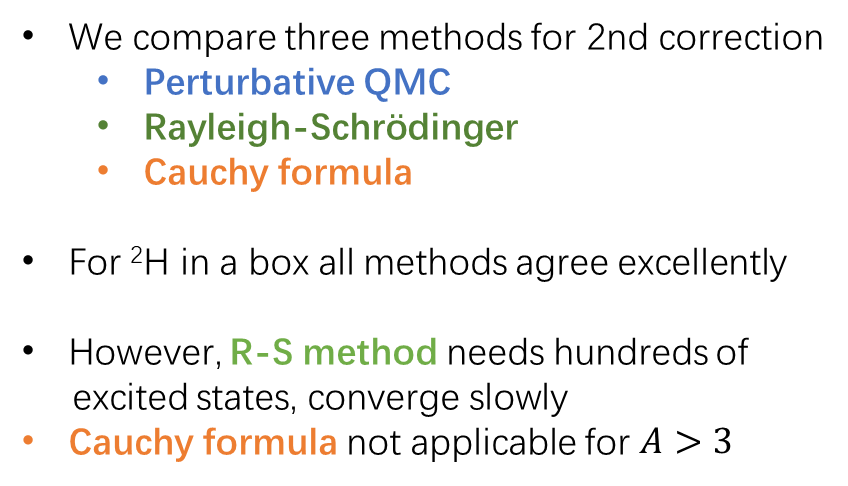 • We compare three methods for 2nd correction
• Perturbative QMC
• Rayleigh-Schrödinger
• Cauchy formula
• For ²H in a box all methods agree excellently
• However, R-S method needs hundreds of
excited states, converge slowly
• Cauchy formula not applicable for A > 3